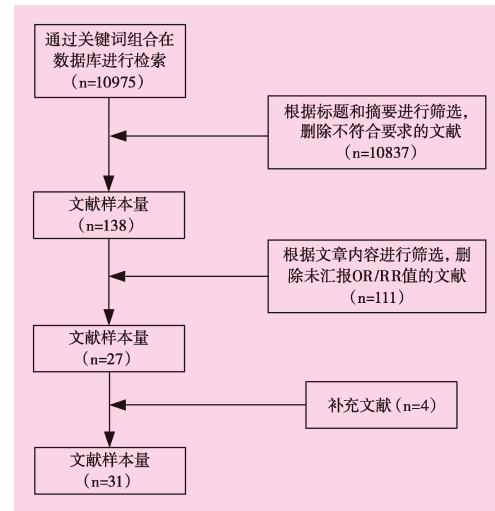 通过关键词组合在
数据库进行检索
（n=10975）
根据标题和摘要进行筛选，
删除不符合要求的文献
（n=10837）
文献样本量
（n=138）
根据文章内容进行筛选，删
除未汇报OR/RR值的文献
（n=111）
文献样本量
（n=27）
补充文献（n=4）
文献样本量
（n=31）